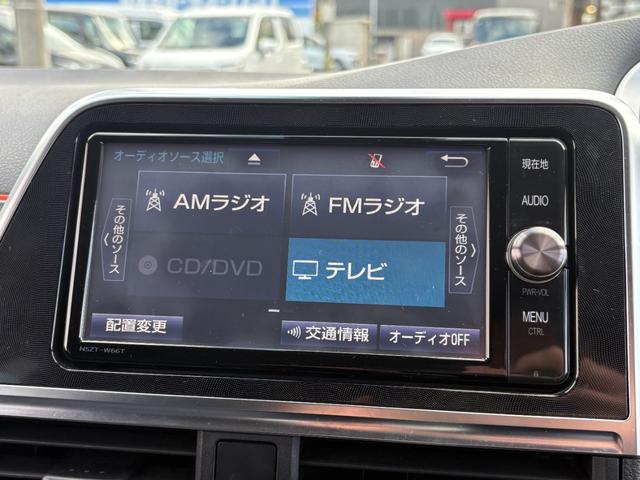 オーディオソース選択
現在地
AMラジオ
FMラジオ
その他のソース
その他のソース
AUDIO
CD/DVD
テレビ
PWR-VOL
MENU
CTRL
配置変更
交通情報
オーディオOFF
NSZT-W66T